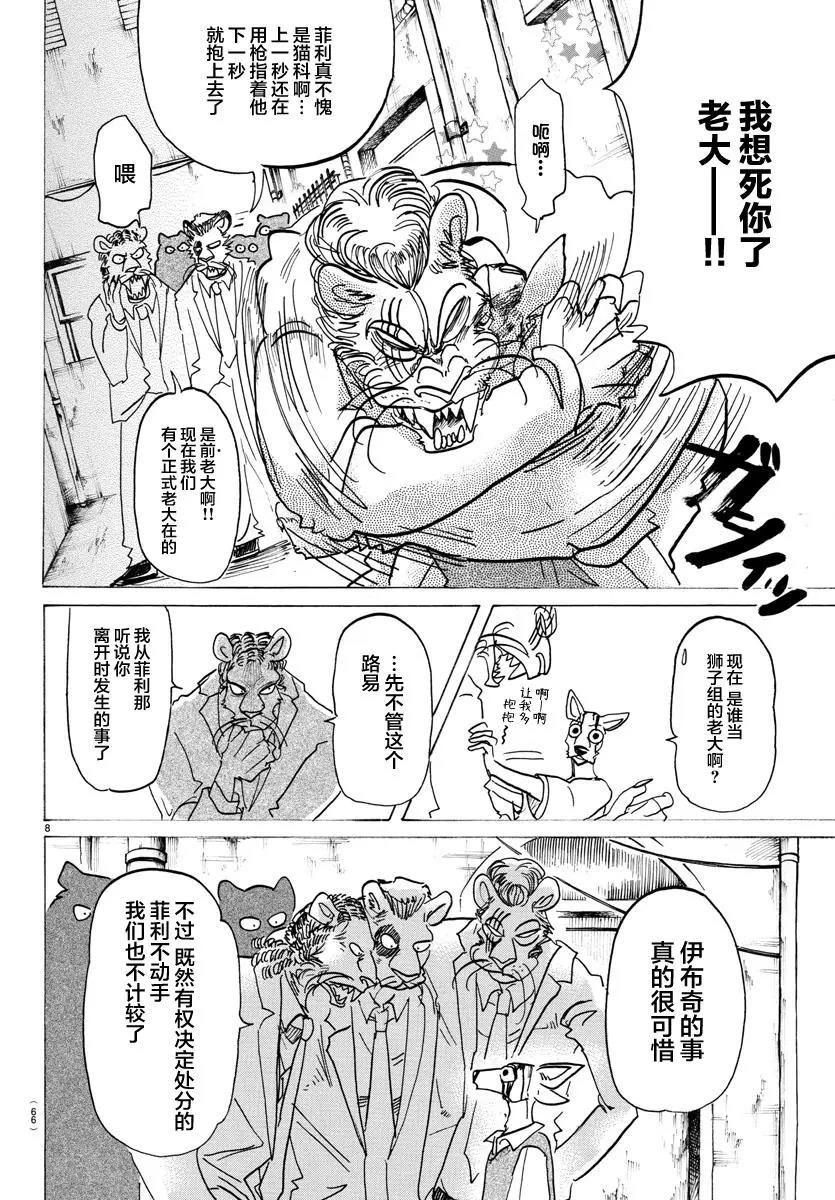 我想死你了
老大——!!
呃啊…
菲利真不愧
是猫科啊…
上一秒还在
用枪指着他
下一秒
就抱上去了
喂
是前老大啊!!
现在我们
有个正式老大在的
ガシィッ
现在 是谁当
狮子组的老大啊?
啊—啊
让我多
抱抱
…先不管这个
路易
我从菲利那
听说你
离开时发生的事了
8
伊布奇的事
真的很可惜
不过 既然有权决定处分的
菲利不动手
我们也不计较了
(66)